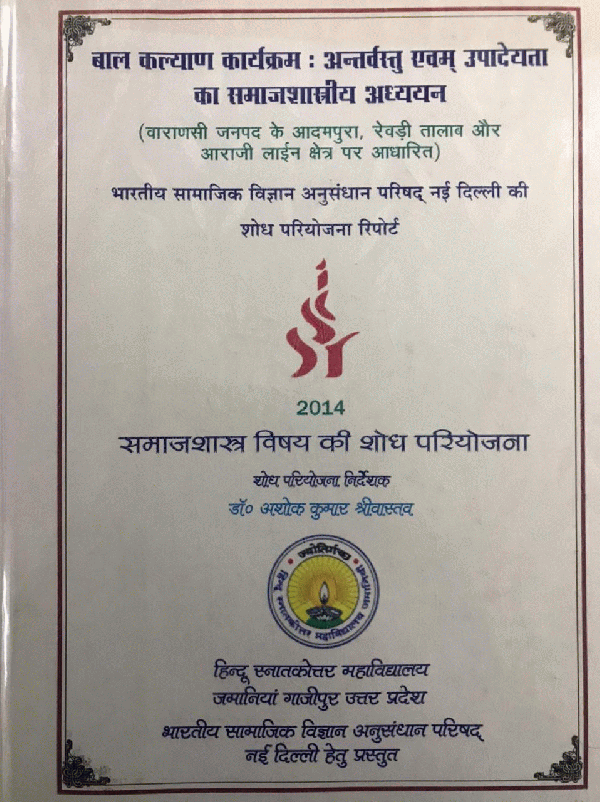 बाल कल्याण कार्यक्रम : अन्तर्वस्तु एवम् उपादेयता
का समाजशास्त्रीय अध्ययन
(वाराणसी जनपद के आदमपुरा, रेवड़ी तालाब और
आराजी लाईन क्षेत्र पर आधारित)
भारतीय सामाजिक विज्ञान अनुसंधान परिषद् नई दिल्ली की
शोध परियोजना रिपोर्ट
2014
समाजशास्त्र विषय की शोध परियोजना
शोध परियोजना निर्देशक
डॉ० अशोक कुमार श्रीवास्तव
हिन्दू स्नातकोत्तर महाविद्यालय
जमानियां गाजीपुर उत्तर प्रदेश
भारतीय सामाजिक विज्ञान अनुसंधान परिषद्
नई दिल्ली हेतु प्रस्तुत